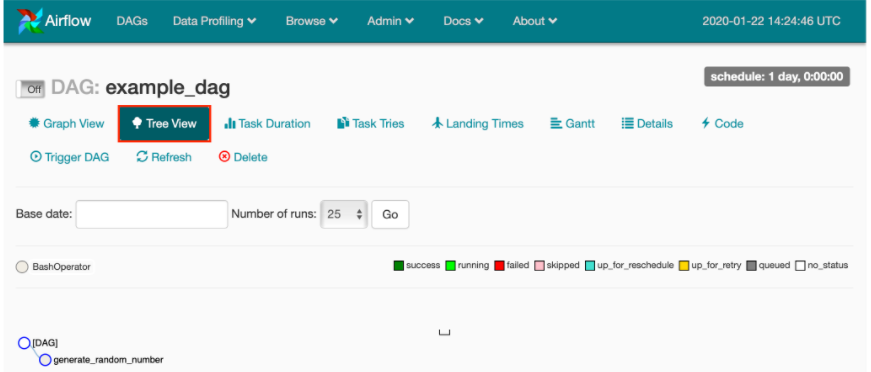 Airflow DAGs Data Profiling Browse Admin Docs About 2020-01-22 14:24:46 UTC
Off DAG: example_dag schedule: 1 day, 0:00:00
Graph View Tree View Task Duration Task Tries Landing Times Gantt Details Code
Trigger DAG Refresh Delete
Base date: Number of runs: 25 Go
BashOperator success running failed skipped up_for_reschedule up_for_retry queued no_status
[DAG]
generate_random_number